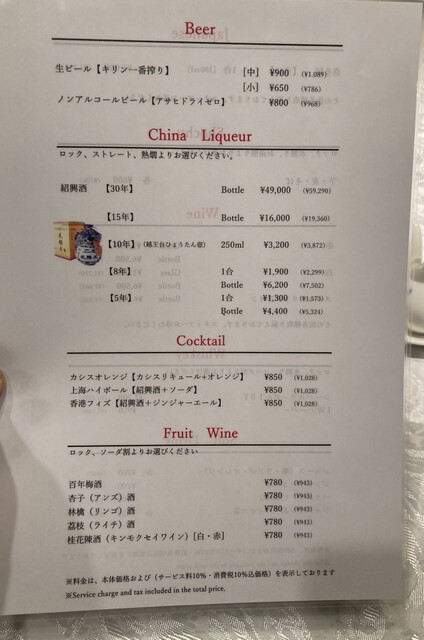 Beer
生ビール【キリン一番搾り】 [中] ¥900 (¥1,089)
[小] ¥650 (¥786)
ノンアルコールビール【アサヒドライゼロ】 ¥800 (¥968)
China Liqueur
ロック、ストレート、熱燗よりお選びください。
紹興酒 【30年】 Bottle ¥49,000 (¥59,290)
【15年】 Bottle ¥16,000 (¥19,360)
【10年】(越王台ひょうたん壺) 250ml ¥3,200 (¥3,872)
【8年】 1合 ¥1,900 (¥2,299)
Bottle ¥6,200 (¥7,502)
【5年】 1合 ¥1,300 (¥1,573)
Bottle ¥4,400 (¥5,324)
Cocktail
カシスオレンジ【カシスリキュール+オレンジ】 ¥850 (¥1,028)
上海ハイボール【紹興酒+ソーダ】 ¥850 (¥1,028)
香港フィズ【紹興酒+ジンジャーエール】 ¥850 (¥1,028)
Fruit Wine
ロック、ソーダ割よりお選びください
百年梅酒 ¥780 (¥943)
杏子（アンズ）酒 ¥780 (¥943)
林檎（リンゴ）酒 ¥780 (¥943)
荔枝（ライチ）酒 ¥780 (¥943)
桂花陳酒（キンモクセイワイン）[白・赤] ¥780 (¥943)
※料金は、本体価格および（サービス料10%・消費税10%込価格）を表示しております
※Service charge and tax included in the total price.